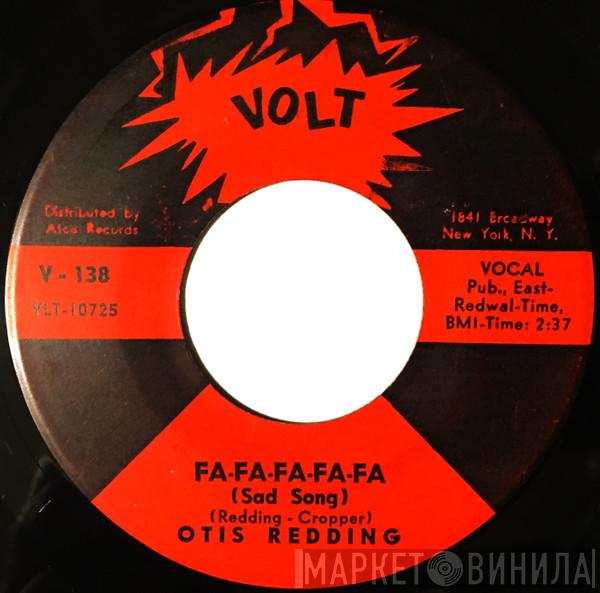 VOLT
Distributed by
Atco Records
1841 Broadway
New York, N. Y.
V - 138
VLT-10725
VOCAL
Pub., East-
Redwal-Time,
BMI-Time: 2:37
FA-FA-FA-FA-FA
(Sad Song)
(Redding - Cropper)
OTIS REDDING
МАРКЕТ ВИНИЛА